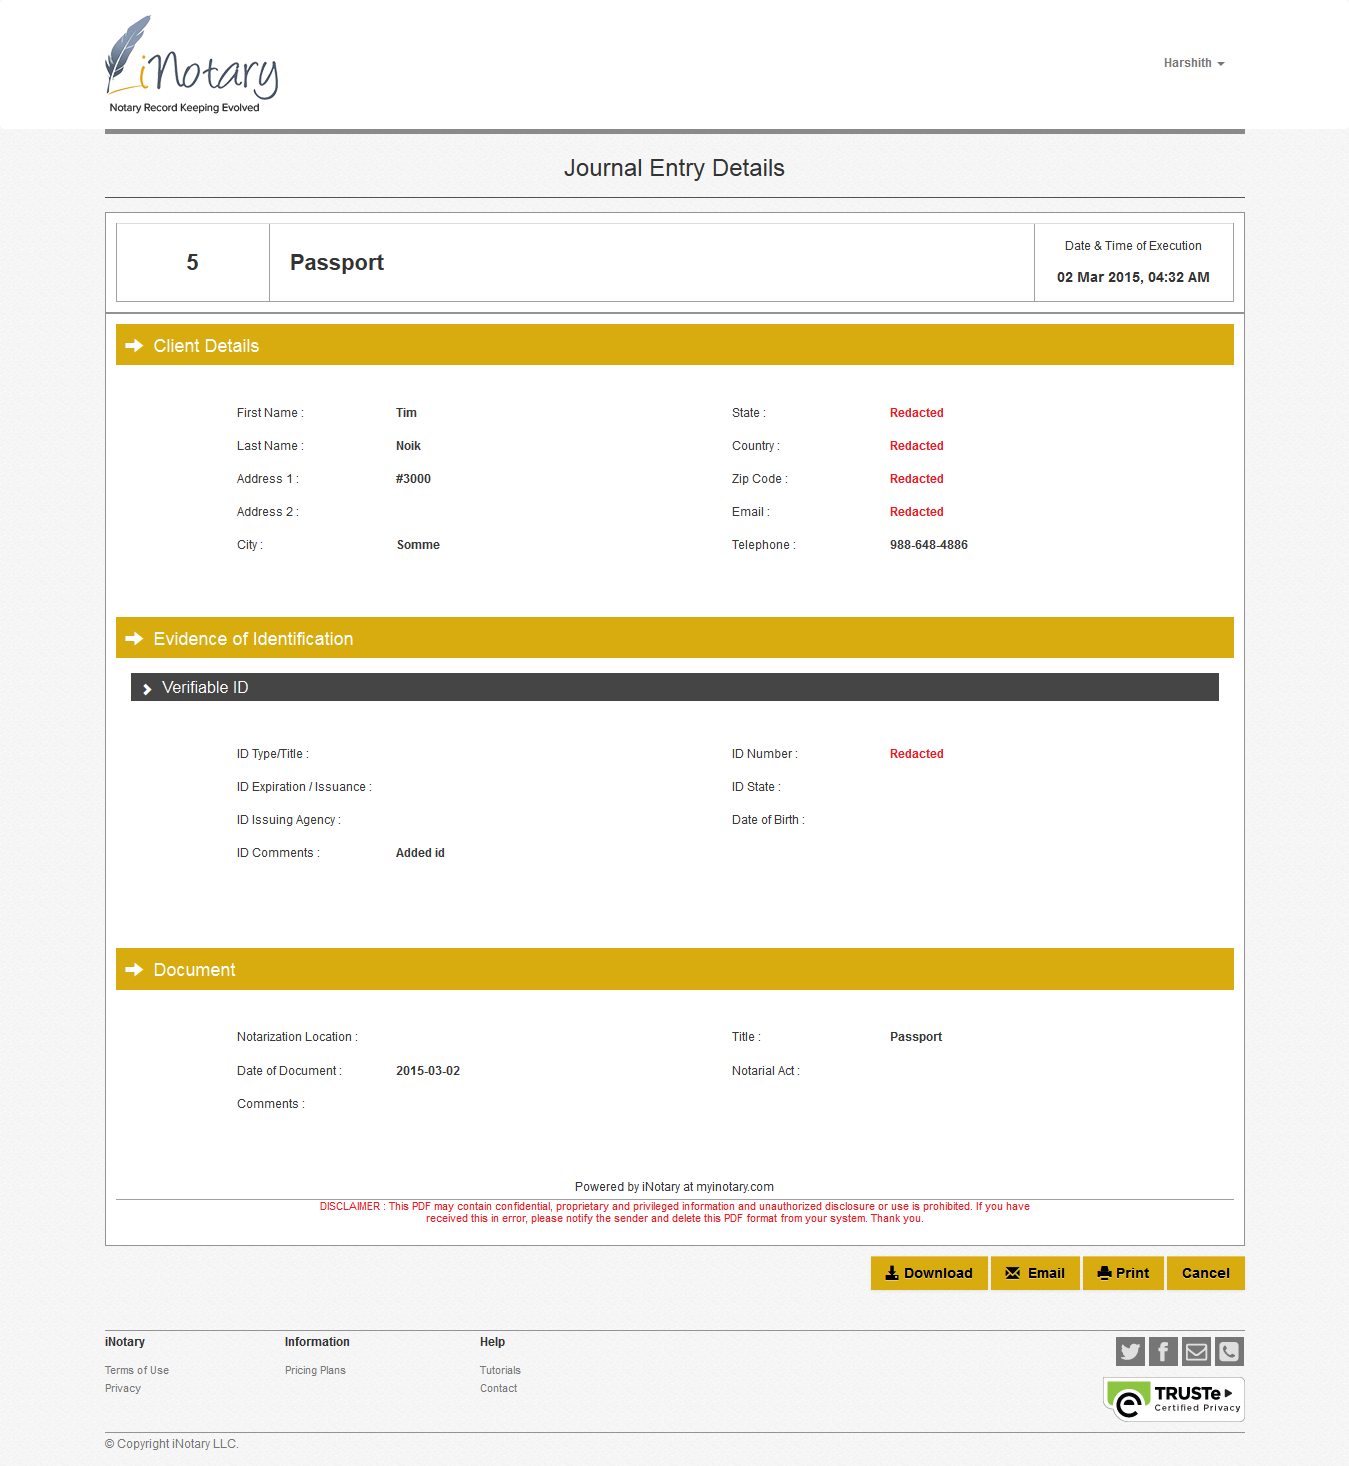 iNotary
Notary Record Keeping Evolved
Harshith
Journal Entry Details
5
Passport
Date & Time of Execution
02 Mar 2015, 04:32 AM
Client Details
First Name : Tim State : Redacted
Last Name : Noik Country : Redacted
Address 1 : #3000 Zip Code : Redacted
Address 2 : Email : Redacted
City : Somme Telephone : 988-648-4886
Evidence of Identification
Verifiable ID
ID Type/Title : ID Number : Redacted
ID Expiration / Issuance : ID State :
ID Issuing Agency : Date of Birth :
ID Comments : Added id
Document
Notarization Location : Title : Passport
Date of Document : 2015-03-02 Notarial Act :
Comments :
Powered by iNotary at myinotary.com
DISCLAIMER : This PDF may contain confidential, proprietary and privileged information and unauthorized disclosure or use is prohibited. If you have
received this in error, please notify the sender and delete this PDF format from your system. Thank you.
Download Email Print Cancel
iNotary Information Help
Terms of Use Pricing Plans Tutorials
Privacy Contact
TRUSTe
Certified Privacy
© Copyright iNotary LLC.